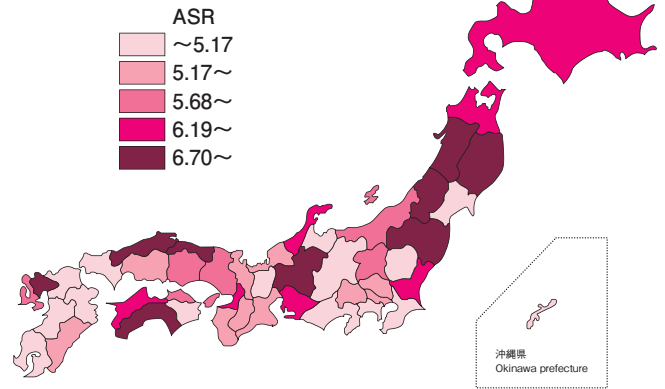 ASR
～5.17
5.17～
5.68～
6.19～
6.70～
沖縄県
Okinawa prefecture